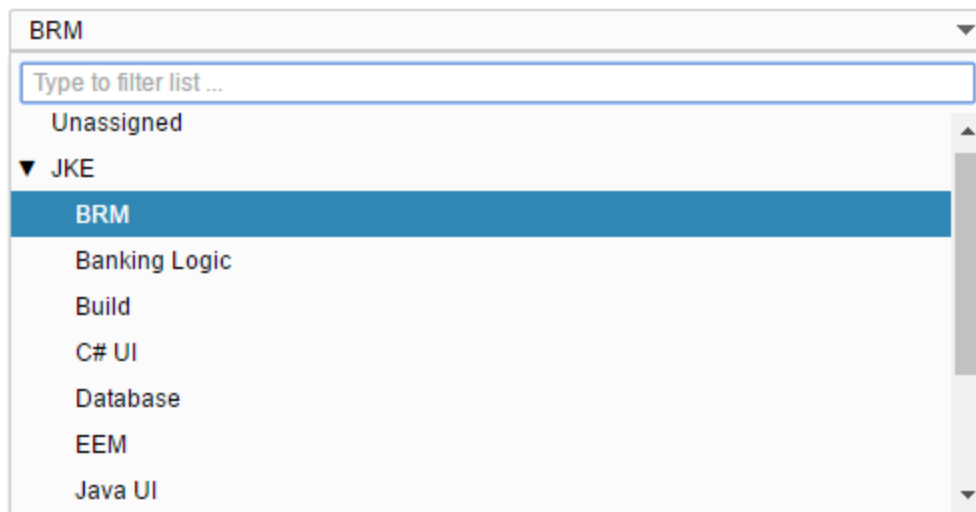 BRM
Type to filter list ...
Unassigned
JKE
BRM
Banking Logic
Build
C# UI
Database
EEM
Java UI